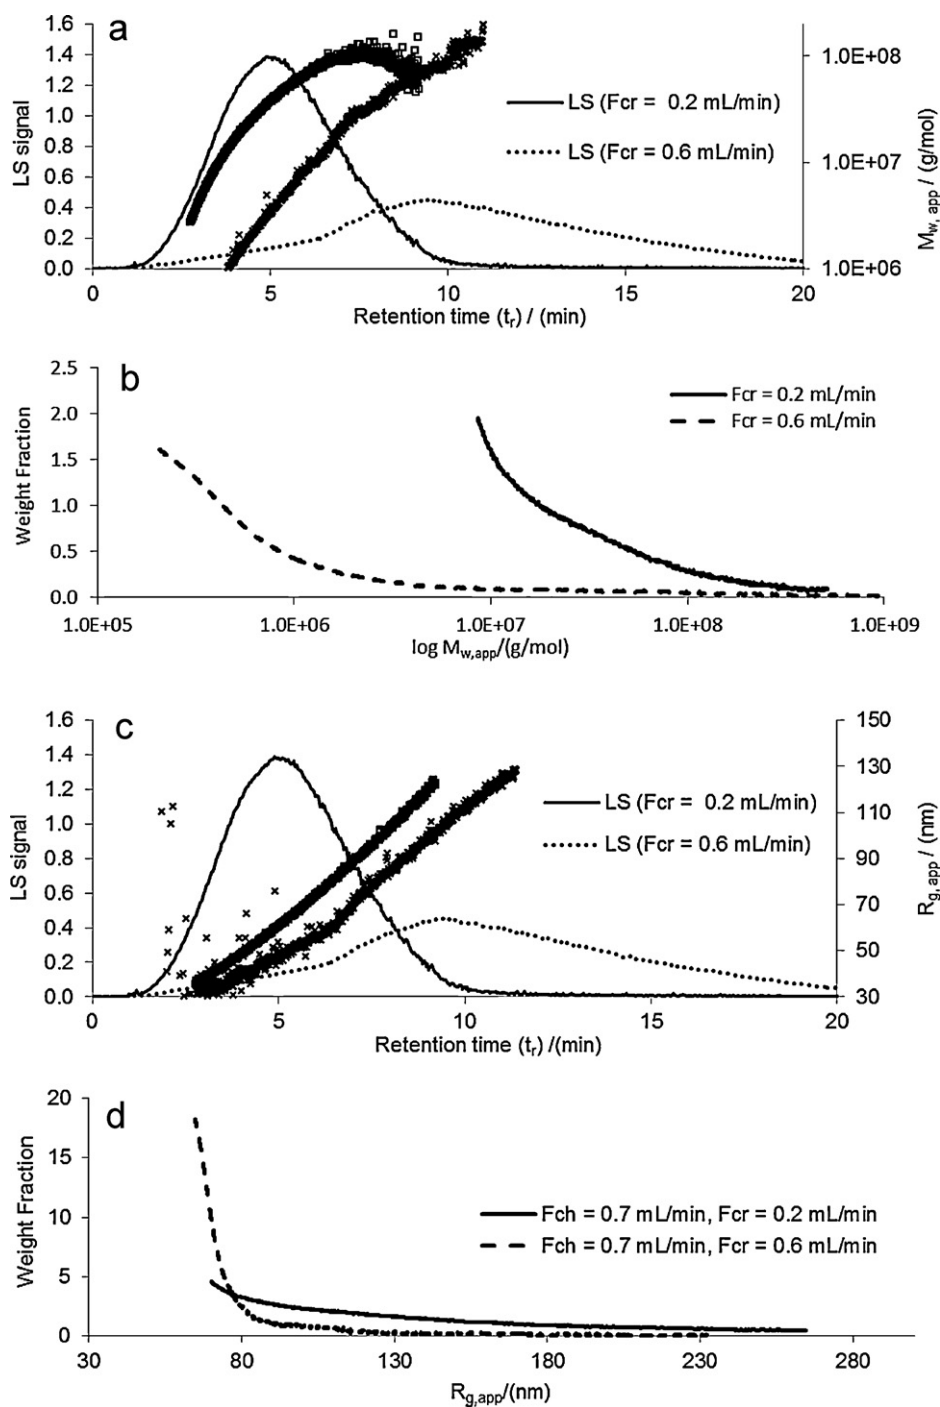 a
1.6
1.4
1.2
1.0
0.8
0.6
0.4
0.2
0.0
LS signal
1.0E+08
1.0E+07
1.0E+06
Mw, app / (g/mol)
LS (Fcr = 0.2 mL/min)
LS (Fcr = 0.6 mL/min)
0 5 10 15 20
Retention time (tr) / (min)
b
2.5
2.0
1.5
1.0
0.5
0.0
Weight Fraction
Fcr = 0.2 mL/min
Fcr = 0.6 mL/min
1.0E+05 1.0E+06 1.0E+07 1.0E+08 1.0E+09
log Mw,app/(g/mol)
c
1.6
1.4
1.2
1.0
0.8
0.6
0.4
0.2
0.0
LS signal
150
130
110
90
70
50
30
Rg,app / (nm)
LS (Fcr = 0.2 mL/min)
LS (Fcr = 0.6 mL/min)
0 5 10 15 20
Retention time (tr) /(min)
d
20
15
10
5
0
Weight Fraction
Fch = 0.7 mL/min, Fcr = 0.2 mL/min
Fch = 0.7 mL/min, Fcr = 0.6 mL/min
30 80 130 180 230 280
Rg,app/(nm)